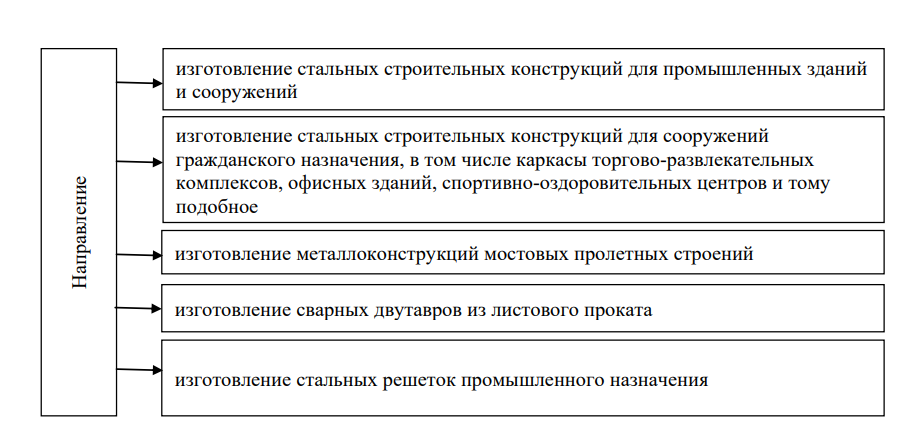 Направление
изготовление стальных строительных конструкций для промышленных зданий
и сооружений
изготовление стальных строительных конструкций для сооружений
гражданского назначения, в том числе каркасы торгово-развлекательных
комплексов, офисных зданий, спортивно-оздоровительных центров и тому
подобное
изготовление металлоконструкций мостовых пролетных строений
изготовление сварных двутавров из листового проката
изготовление стальных решеток промышленного назначения